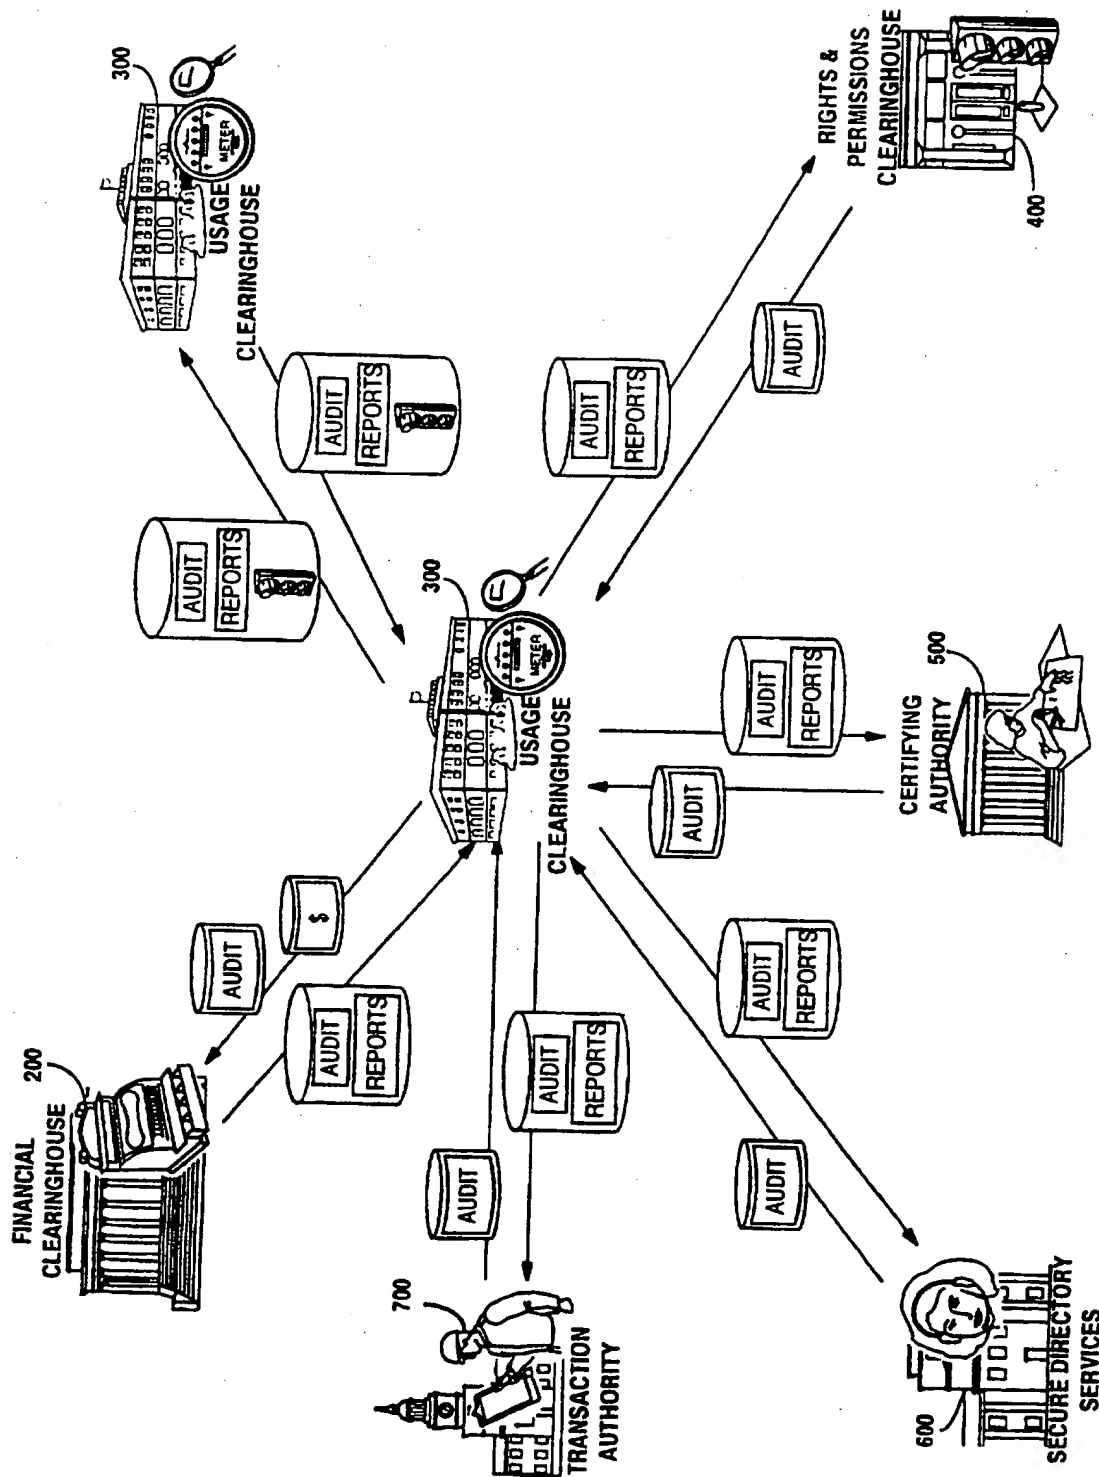 FINANCIAL
CLEARINGHOUSE
200
300
METER
USAGE
CLEARINGHOUSE
AUDIT
REPORTS
AUDIT
$
AUDIT
REPORTS
AUDIT
REPORTS
700
300
METER
USAGE
CLEARINGHOUSE
AUDIT
AUDIT
REPORTS
TRANSACTION
AUTHORITY
AUDIT
REPORTS
AUDIT
AUDIT
REPORTS
AUDIT
REPORTS
AUDIT
AUDIT
RIGHTS &
PERMISSIONS
CLEARINGHOUSE
400
CERTIFYING
AUTHORITY
500
600
SECURE DIRECTORY
SERVICES